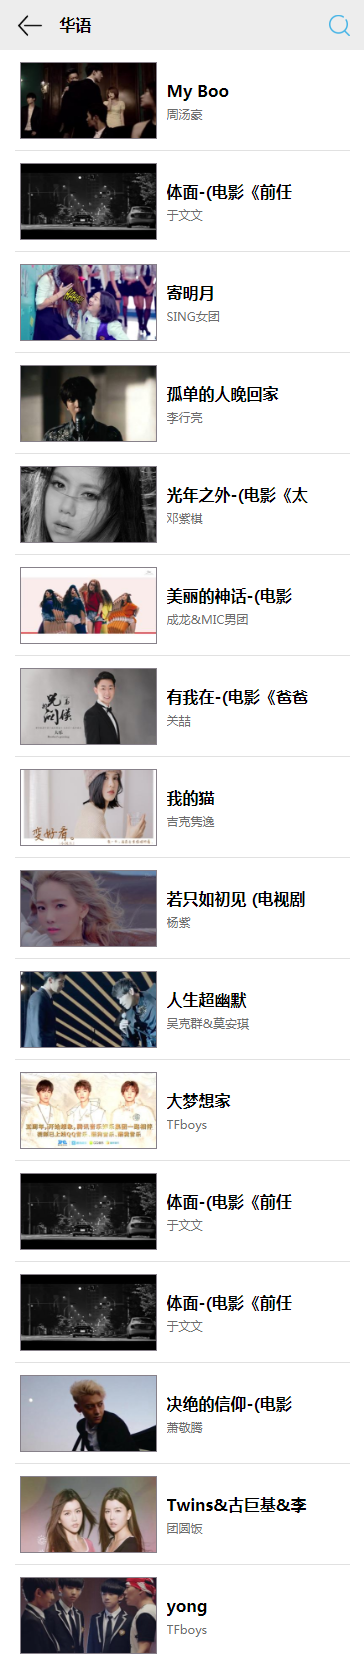 华语
My Boo
周汤豪
体面-(电影《前任
于文文
寄明月
SING女团
孤单的人晚回家
李行亮
光年之外-(电影《太
邓紫棋
美丽的神话-(电影
成龙&MIC男团
有我在-(电影《爸爸
关喆
我的猫
吉克隽逸
变好看
若只如初见 (电视剧
杨紫
人生超幽默
吴克群&莫安琪
大梦想家
TFboys
体面-(电影《前任
于文文
体面-(电影《前任
于文文
决绝的信仰-(电影
萧敬腾
Twins&古巨基&李
团圆饭
yong
TFboys